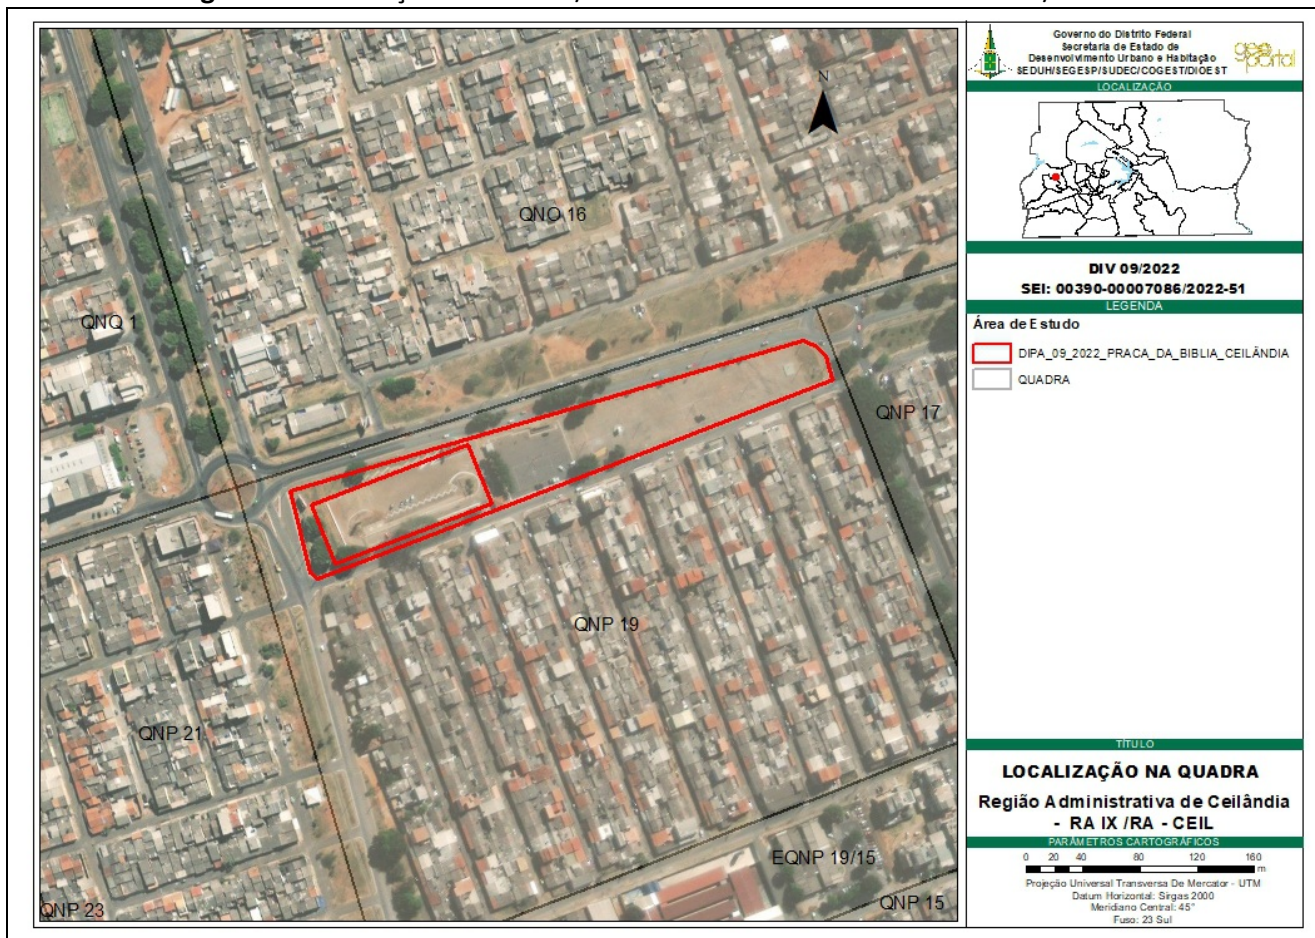 N
QNO 16
QNQ 1
QNP 17
QNP 19
QNP 21
EQNP 19/15
QNP 23
QNP 15
Governo do Distrito Federal
Secretaria de Estado de
Desenvolvimento Urbano e Habitação
SEDUH/SEGESP/SUDEC/COGEST/DIOEST
geo
portal
LOCALIZAÇÃO
DIV 09/2022
SEI: 00390-00007086/2022-51
LEGENDA
Área de Estudo
DIPA_09_2022_PRACA_DA_BIBLIA_CEILÂNDIA
QUADRA
TÍTULO
LOCALIZAÇÃO NA QUADRA
Região Administrativa de Ceilândia
- RA IX /RA - CEIL
PARÂMETROS CARTOGRÁFICOS
0 20 40 80 120 160
m
Projeção Universal Transversa De Mercator - UTM
Datum Horizontal: Sirgas 2000
Meridiano Central: 45°
Fuso: 23 Sul